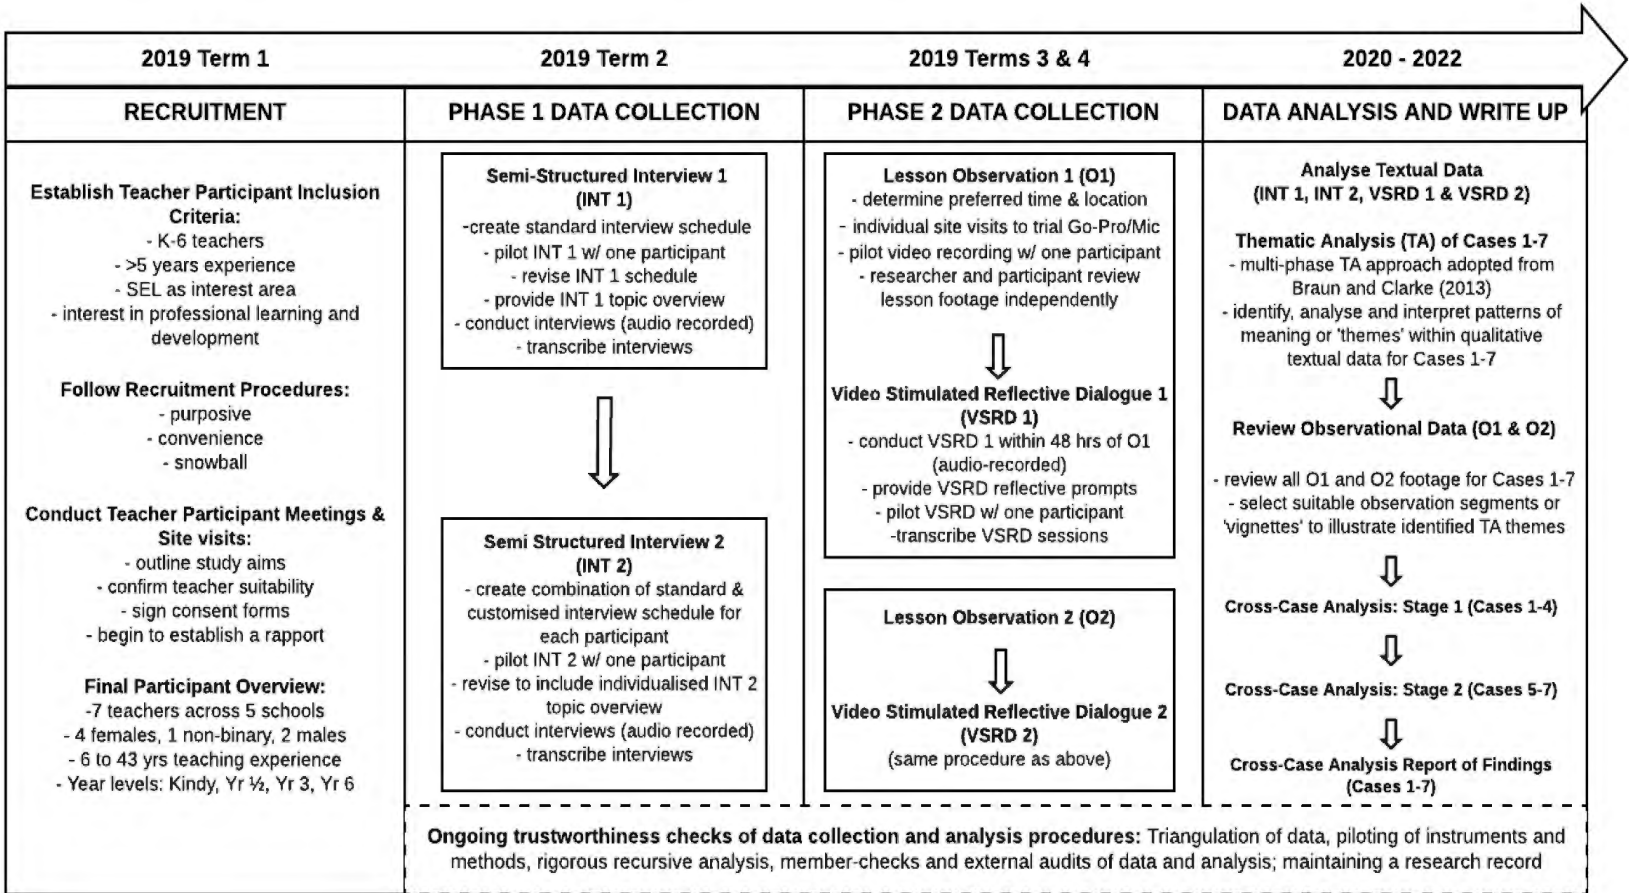 2019 Term 1
2019 Term 2
2019 Terms 3 & 4
2020 - 2022
RECRUITMENT
PHASE 1 DATA COLLECTION
PHASE 2 DATA COLLECTION
DATA ANALYSIS AND WRITE UP
Establish Teacher Participant Inclusion
Criteria:
- K-6 teachers
- >5 years experience
- SEL as interest area
- interest in professional learning and
development
Follow Recruitment Procedures:
- purposive
- convenience
- snowball
Conduct Teacher Participant Meetings &
Site visits:
- outline study aims
- confirm teacher suitability
- sign consent forms
- begin to establish a rapport
Final Participant Overview:
-7 teachers across 5 schools
- 4 females, 1 non-binary, 2 males
- 6 to 43 yrs teaching experience
- Year levels: Kindy, Yr ½, Yr 3, Yr 6
Semi-Structured Interview 1
(INT 1)
-create standard interview schedule
- pilot INT 1 w/ one participant
- revise INT 1 schedule
- provide INT 1 topic overview
- conduct interviews (audio recorded)
- transcribe interviews
Semi Structured Interview 2
(INT 2)
- create combination of standard &
customised interview schedule for
each participant
- pilot INT 2 w/ one participant
- revise to include individualised INT 2
topic overview
- conduct interviews (audio recorded)
- transcribe interviews
Lesson Observation 1 (O1)
- determine preferred time & location
- individual site visits to trial Go-Pro/Mic
- pilot video recording w/ one participant
- researcher and participant review
lesson footage independently
Video Stimulated Reflective Dialogue 1
(VSRD 1)
- conduct VSRD 1 within 48 hrs of O1
(audio-recorded)
- provide VSRD reflective prompts
- pilot VSRD w/ one participant
-transcribe VSRD sessions
Lesson Observation 2 (O2)
Video Stimulated Reflective Dialogue 2
(VSRD 2)
(same procedure as above)
Analyse Textual Data
(INT 1, INT 2, VSRD 1 & VSRD 2)
Thematic Analysis (TA) of Cases 1-7
- multi-phase TA approach adopted from
Braun and Clarke (2013)
- identify, analyse and interpret patterns of
meaning or 'themes' within qualitative
textual data for Cases 1-7
Review Observational Data (O1 & O2)
- review all O1 and O2 footage for Cases 1-7
- select suitable observation segments or
'vignettes' to illustrate identified TA themes
Cross-Case Analysis: Stage 1 (Cases 1-4)
Cross-Case Analysis: Stage 2 (Cases 5-7)
Cross-Case Analysis Report of Findings
(Cases 1-7)
Ongoing trustworthiness checks of data collection and analysis procedures: Triangulation of data, piloting of instruments and
methods, rigorous recursive analysis, member-checks and external audits of data and analysis; maintaining a research record